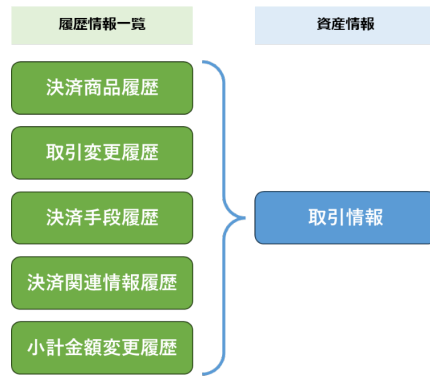 履歴情報一覧
資産情報
決済商品履歴
取引変更履歴
決済手段履歴
取引情報
決済関連情報履歴
小計金額変更履歴